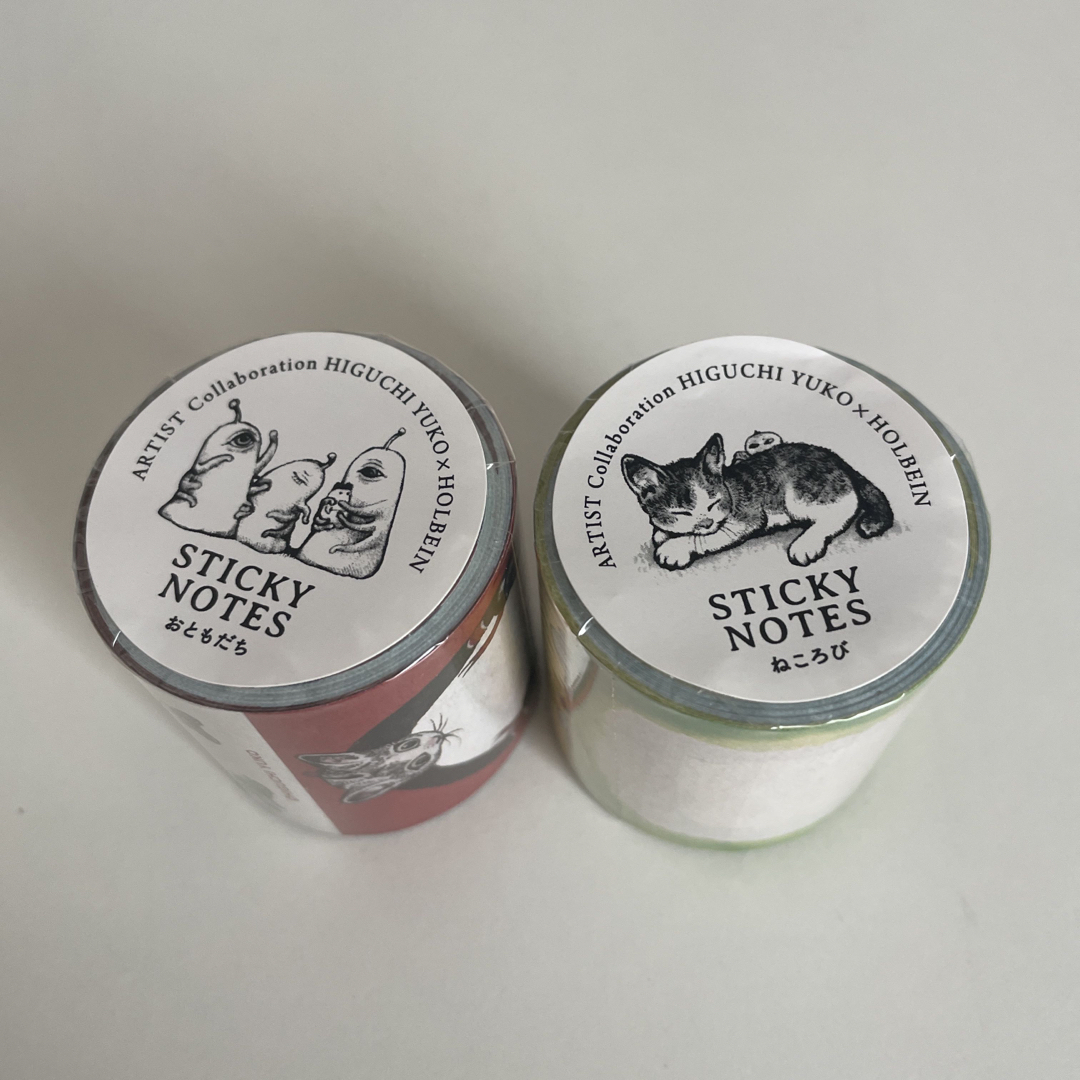 ARTIST Collaboration HIGUCHI YUKO × HOLBEIN
STICKY
NOTES
おともだち
ARTIST Collaboration HIGUCHI YUKO × HOLBEIN
STICKY
NOTES
ねころび